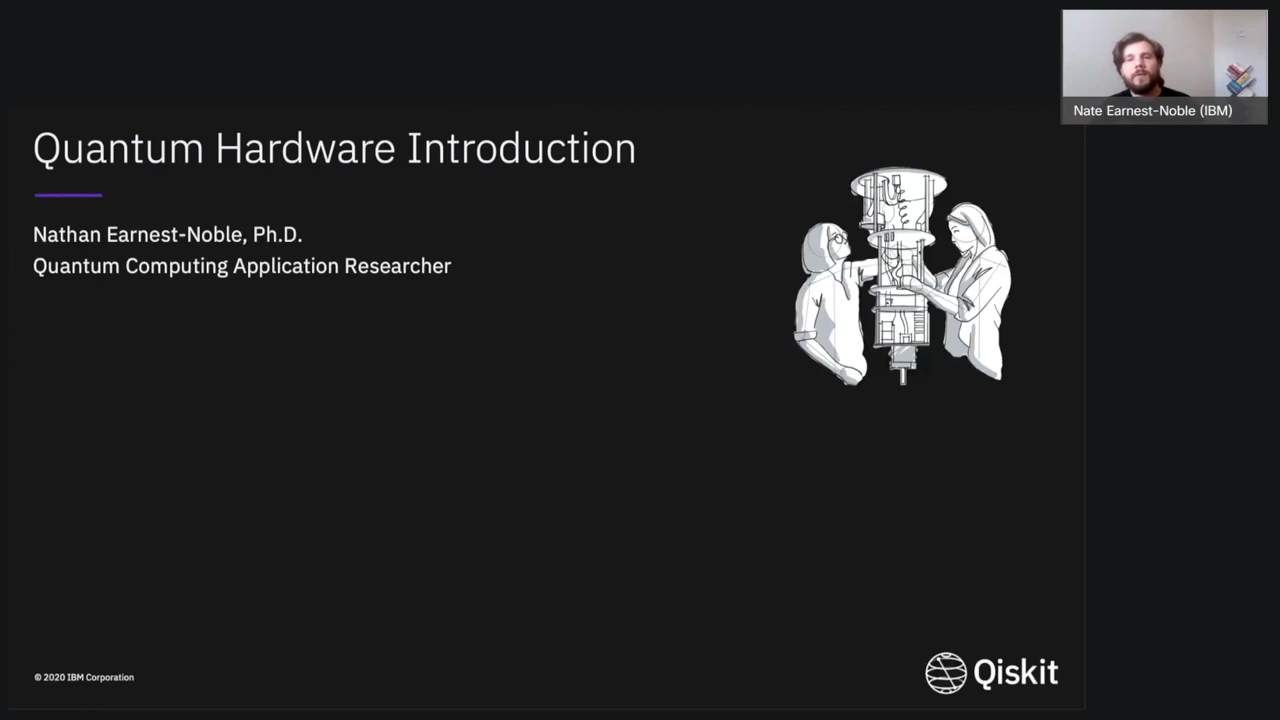 Quantum Hardware Introduction
Nathan Earnest-Noble, Ph.D.
Quantum Computing Application Researcher
Nate Earnest-Noble (IBM)
© 2020 IBM Corporation
Qiskit